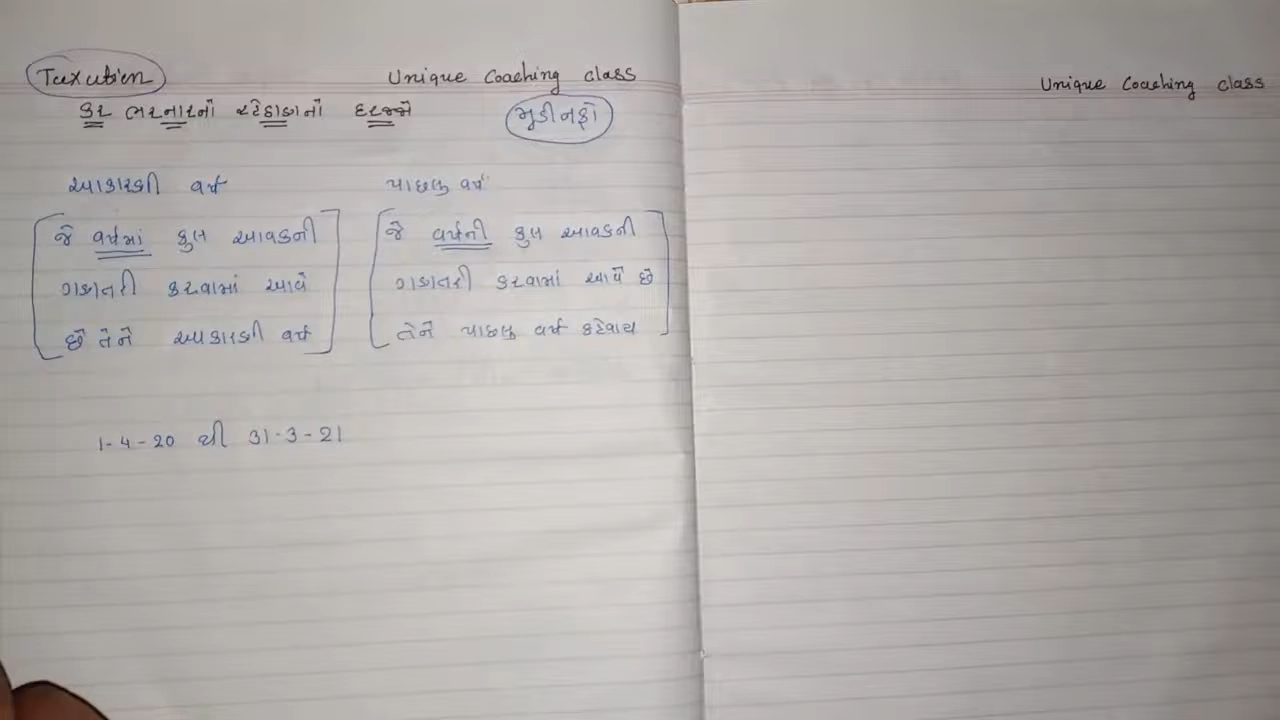 Taxation
Unique Coaching class
કર ભરનારનો રહેઠાણનો દરજ્જો
મૂડી નફો
આકારણી વર્ષ
જે વર્ષમાં કુલ આવકની
ગણતરી કરવામાં આવે
છે તેને આકારણી વર્ષ
પાછલુ વર્ષ
જે વર્ષની કુલ આવકની
ગણતરી કરવામાં આવે છે
તેને પાછલુ વર્ષ કહેવાય
1-4-20 થી 31-3-21
Unique Coaching class